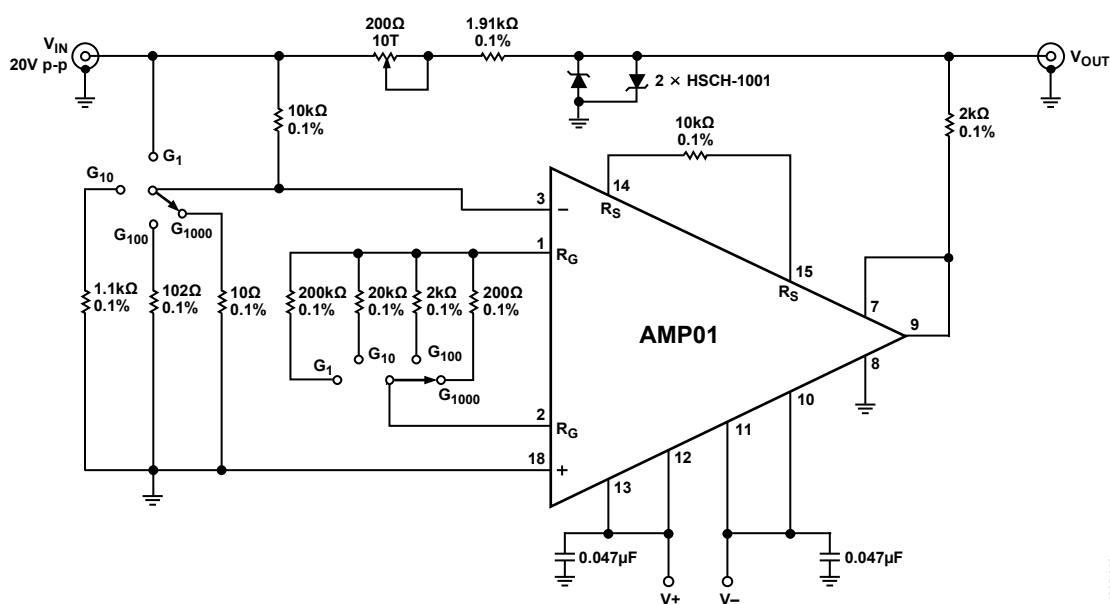 VIN
20V p-p
200Ω
10T
1.91kΩ
0.1%
VOUT
2 × HSCH-1001
10kΩ
0.1%
2kΩ
0.1%
10kΩ
0.1%
G1
G10
G100
G1000
3
–
14
RS
1
RG
15
RS
1.1kΩ
0.1%
102Ω
0.1%
10Ω
0.1%
200kΩ
0.1%
20kΩ
0.1%
2kΩ
0.1%
200Ω
0.1%
G1
G10
G100
G1000
AMP01
7
9
8
2
RG
10
11
18
+
12
13
0.047µF
0.047µF
V+
V–